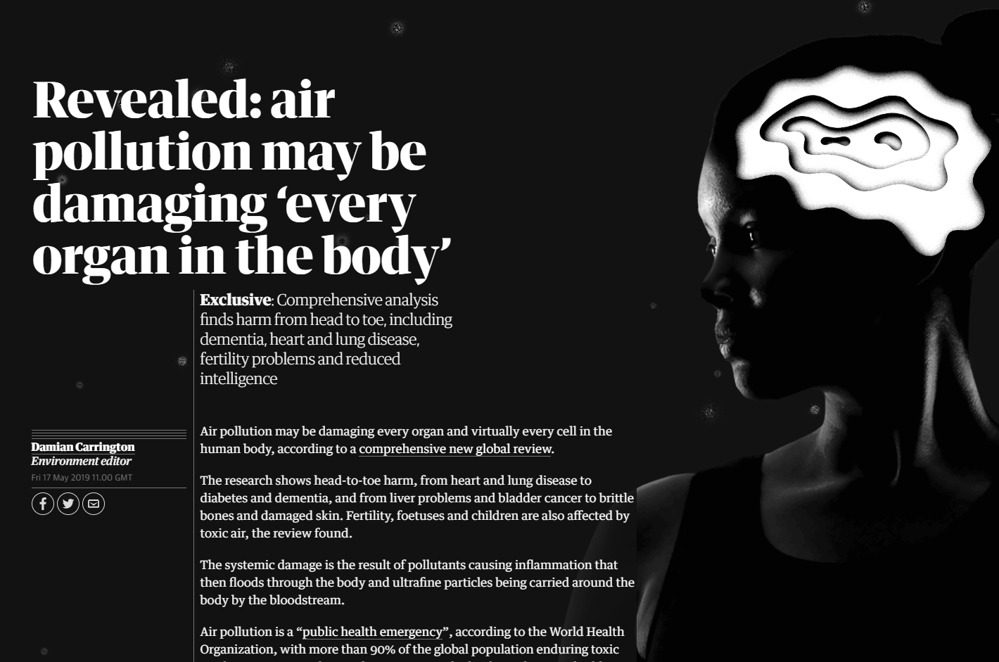 Revealed: air
pollution may be
damaging ‘every
organ in the body’
Exclusive: Comprehensive analysis
finds harm from head to toe, including
dementia, heart and lung disease,
fertility problems and reduced
intelligence
Damian Carrington
Environment editor
Fri 17 May 2019 11.00 GMT
Air pollution may be damaging every organ and virtually every cell in the
human body, according to a comprehensive new global review.
The research shows head-to-toe harm, from heart and lung disease to
diabetes and dementia, and from liver problems and bladder cancer to brittle
bones and damaged skin. Fertility, foetuses and children are also affected by
toxic air, the review found.
The systemic damage is the result of pollutants causing inflammation that
then floods through the body and ultrafine particles being carried around the
body by the bloodstream.
Air pollution is a “public health emergency”, according to the World Health
Organization, with more than 90% of the global population enduring toxic